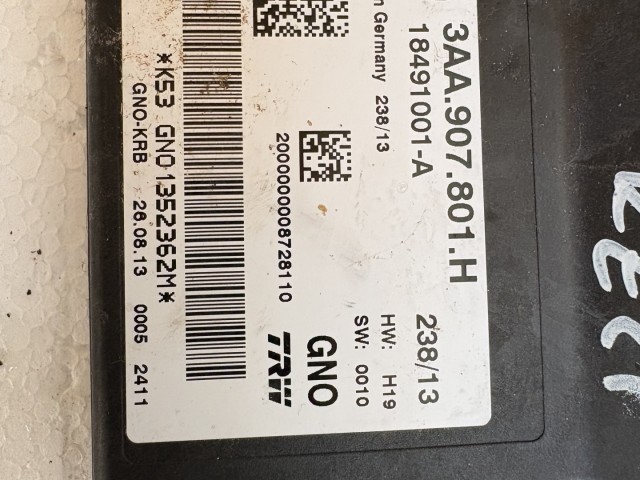 3AA.907.801.H
18491001-A
Germany 238/13
238/13
HW: H19
SW: 0010
GNO
TRW
2000000008728110
*K53 GNO1352362M*
GNO-KRB 26.08.13 0005 2411